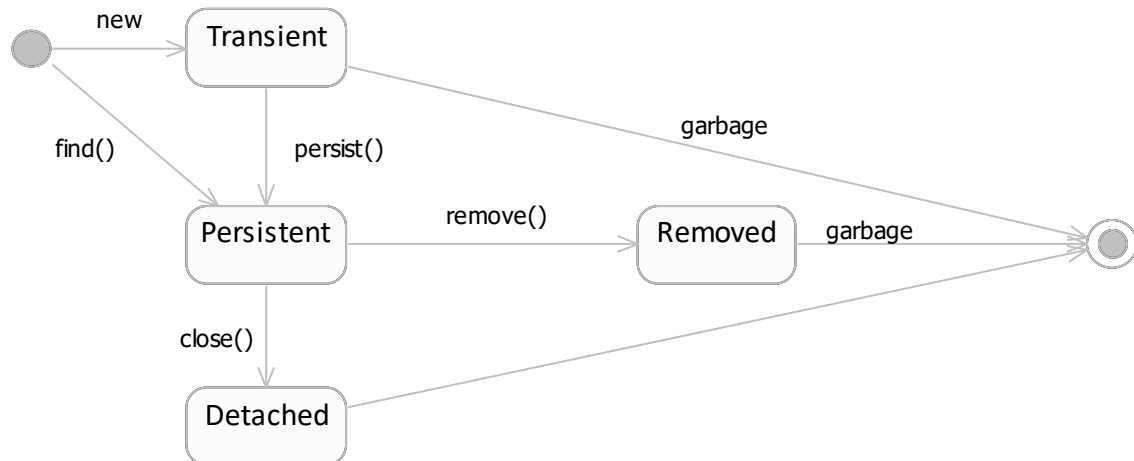 new
Transient
find()
persist()
garbage
Persistent
remove()
Removed
garbage
close()
Detached